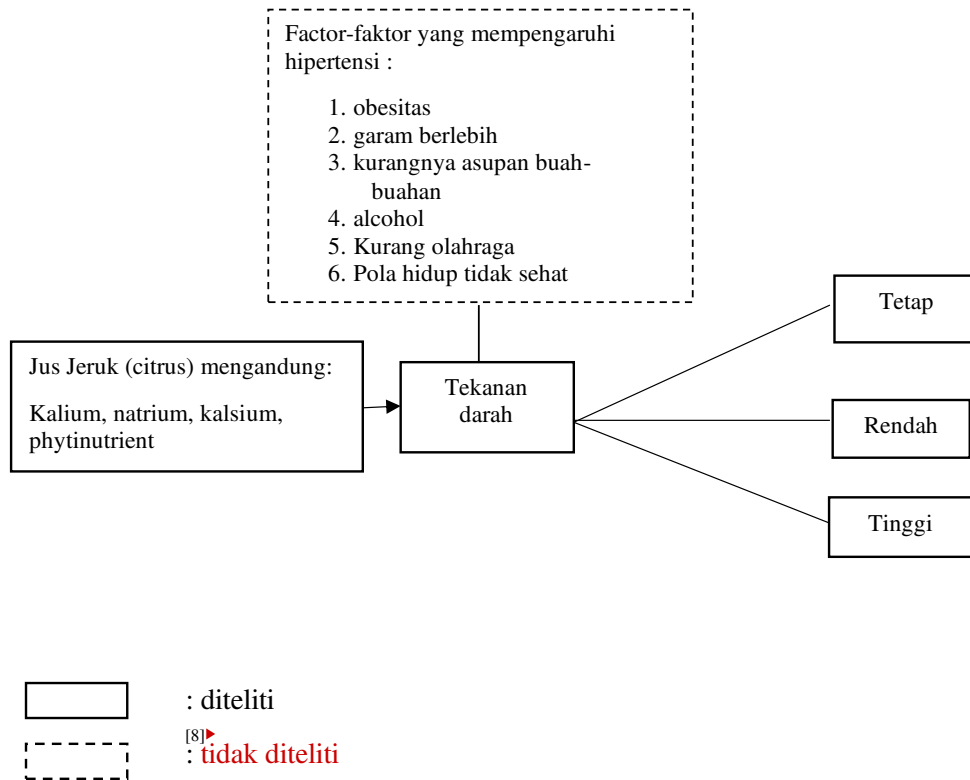 Factor-faktor yang mempengaruhi
hipertensi :
1. obesitas
2. garam berlebih
3. kurangnya asupan buah-
buahan
4. alcohol
5. Kurang olahraga
6. Pola hidup tidak sehat
Jus Jeruk (citrus) mengandung:
Kalium, natrium, kalsium,
phytinutrient
Tekanan
darah
Tetap
Rendah
Tinggi
: diteliti
[8]
: tidak diteliti